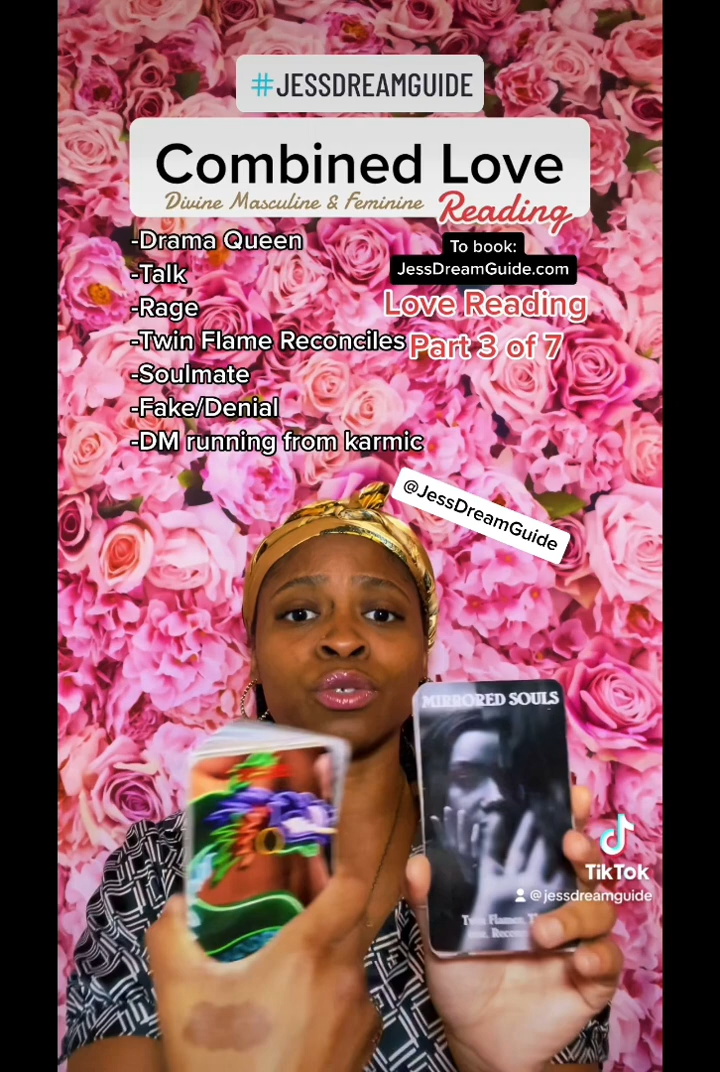 #JESSDREAMGUIDE
Combined Love
Divine Masculine & Feminine
Reading
-Drama Queen
-Talk
-Rage
-Twin Flame Reconciles
-Soulmate
-Fake/Denial
-DM running from karmic
To book:
JessDreamGuide.com
Love Reading
Part 3 of 7
@JessDreamGuide
MIRRORED SOULS
Flames,
TikTok
@jessdreamguide